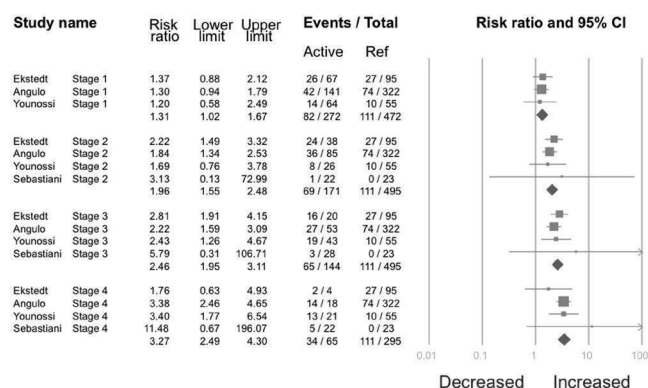 Study name Risk ratio Lower limit Upper limit Events / Total Risk ratio and 95% CI
Active Ref
Ekstedt Stage 1 1.37 0.88 2.12 26 / 67 27 / 95
Angulo Stage 1 1.30 0.94 1.79 42 / 141 74 / 322
Younossi Stage 1 1.20 0.58 2.49 14 / 64 10 / 55
1.31 1.02 1.67 82 / 272 111 / 472
Ekstedt Stage 2 2.22 1.49 3.32 24 / 38 27 / 95
Angulo Stage 2 1.84 1.34 2.53 36 / 85 74 / 322
Younossi Stage 2 1.69 0.76 3.78 8 / 26 10 / 55
Sebastiani Stage 2 3.13 0.13 72.99 1 / 22 0 / 23
1.96 1.55 2.48 69 / 171 111 / 495
Ekstedt Stage 3 2.81 1.91 4.15 16 / 20 27 / 95
Angulo Stage 3 2.22 1.59 3.09 27 / 53 74 / 322
Younossi Stage 3 2.43 1.26 4.67 19 / 43 10 / 55
Sebastiani Stage 3 5.79 0.31 106.71 3 / 28 0 / 23
2.46 1.95 3.11 65 / 144 111 / 495
Ekstedt Stage 4 1.76 0.63 4.93 2 / 4 27 / 95
Angulo Stage 4 3.38 2.46 4.65 14 / 18 74 / 322
Younossi Stage 4 3.40 1.77 6.54 13 / 21 10 / 55
Sebastiani Stage 4 11.48 0.67 196.07 5 / 22 0 / 23
3.27 2.49 4.30 34 / 65 111 / 295
0.01 0.1 1 10 100
Decreased Increased